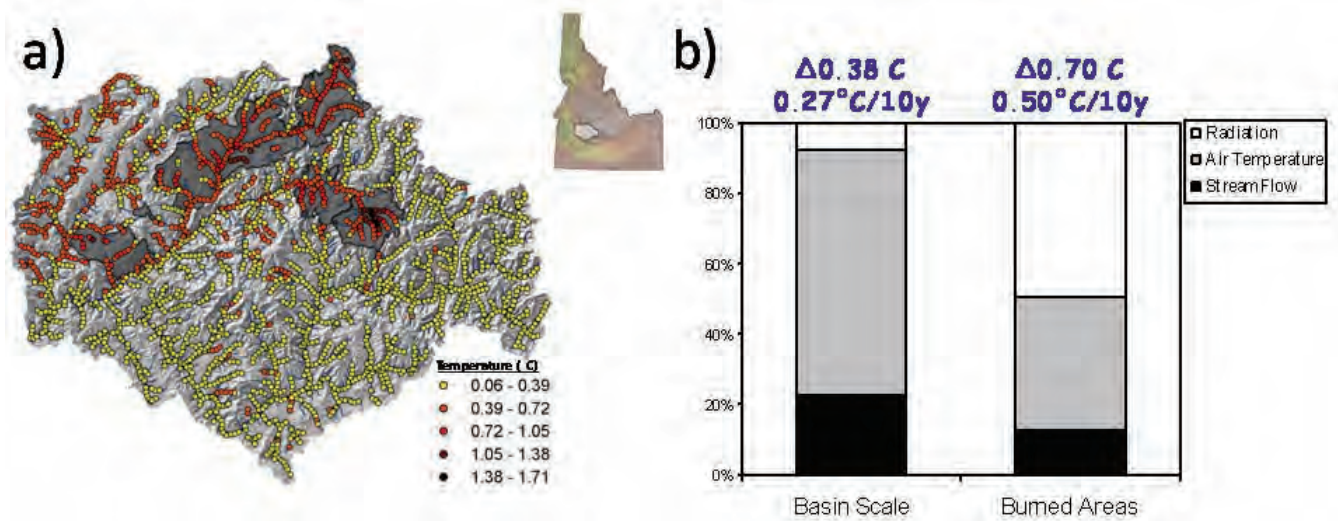 a)
Temperature ( C)
0.06 - 0.39
0.39 - 0.72
0.72 - 1.05
1.05 - 1.38
1.38 - 1.71
b)
Δ0.38 C
0.27°C/10y
Δ0.70 C
0.50°C/10y
100%
80%
60%
40%
20%
0%
Basin Scale
Burned Areas
Radiation
Air Temperature
Stream Flow